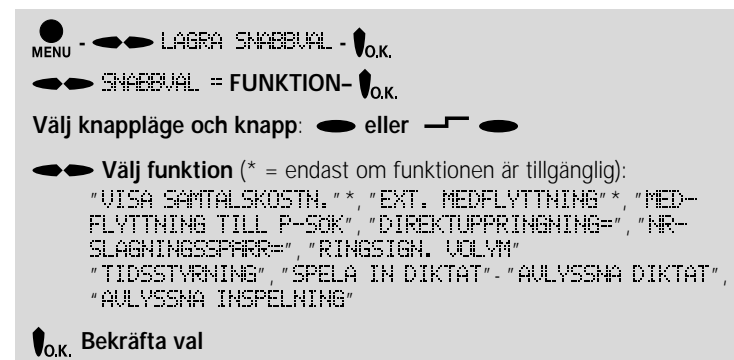 MENU - LAGRA SNABBVAL - O.K.
SNABBVAL = FUNKTION– O.K.
Välj knappläge och knapp: eller
Välj funktion (* = endast om funktionen är tillgänglig):
"VISA SAMTALSKOSTN."*, "EXT. MEDFLYTTNING"*, "MED-
FLYTTNING TILL P-SÖK", "DIREKTUPPRINGNING=", "NR-
SLAGNINGSSPÄRR=", "RINGSIGN. VOLYM"
"TIDSSTYRNING", "SPELA IN DIKTAT"- "AVLYSSNA DIKTAT",
"AVLYSSNA INSPELNING"
O.K. Bekräfta val